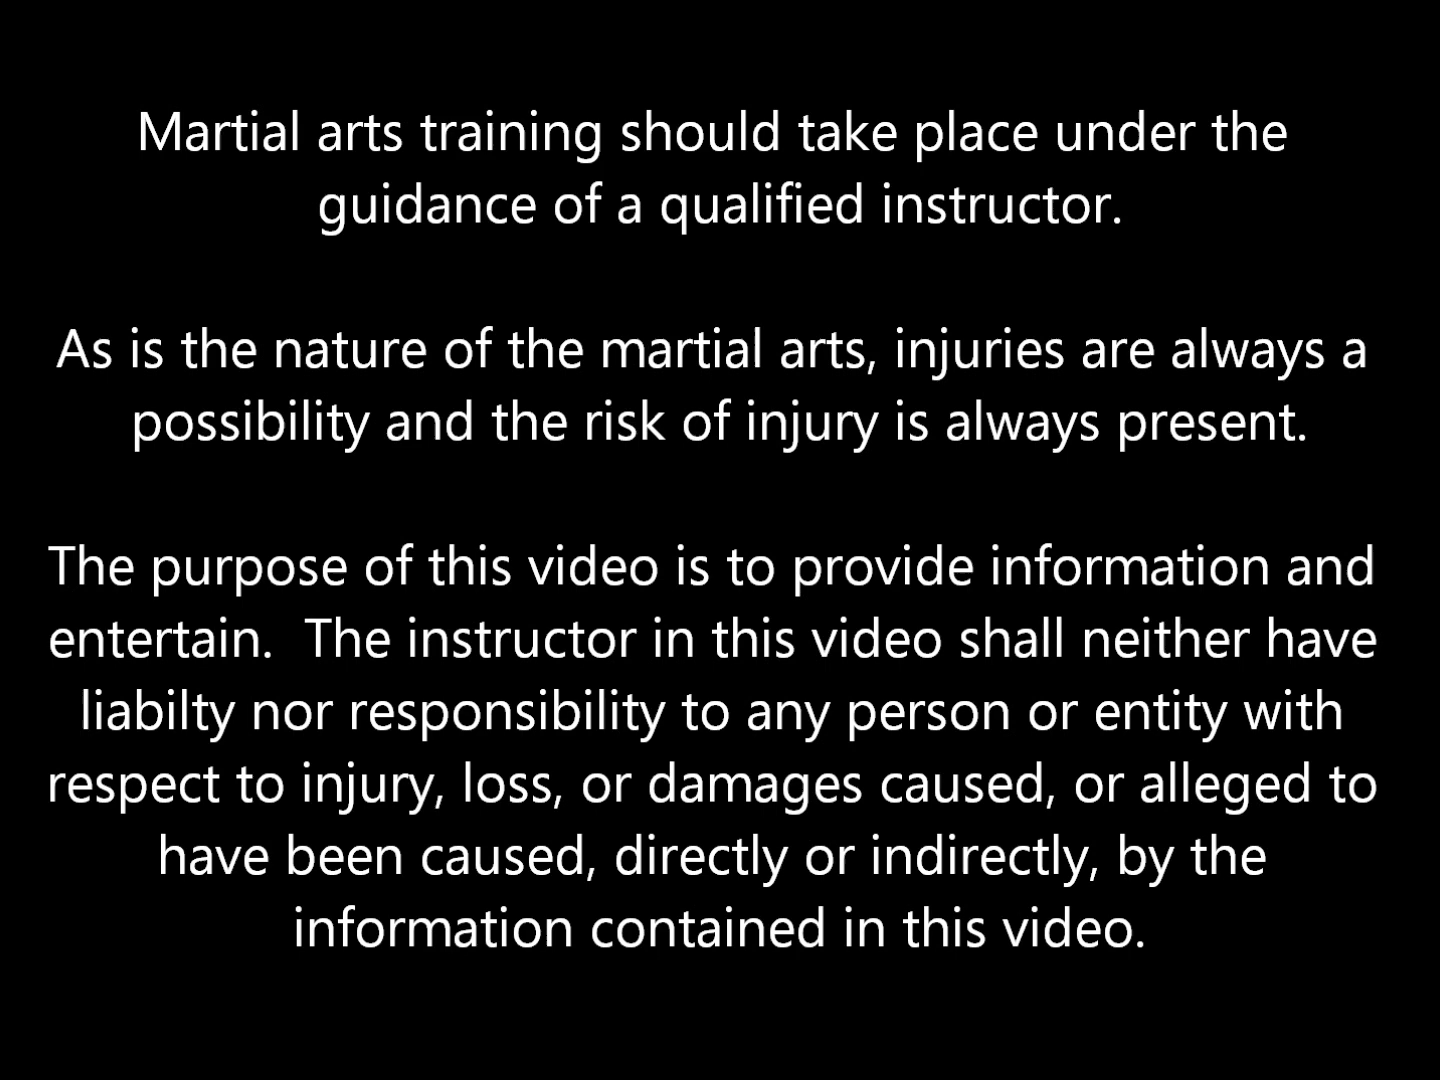 Martial arts training should take place under the
guidance of a qualified instructor.
As is the nature of the martial arts, injuries are always a
possibility and the risk of injury is always present.
The purpose of this video is to provide information and
entertain.  The instructor in this video shall neither have
liabilty nor responsibility to any person or entity with
respect to injury, loss, or damages caused, or alleged to
have been caused, directly or indirectly, by the
information contained in this video.